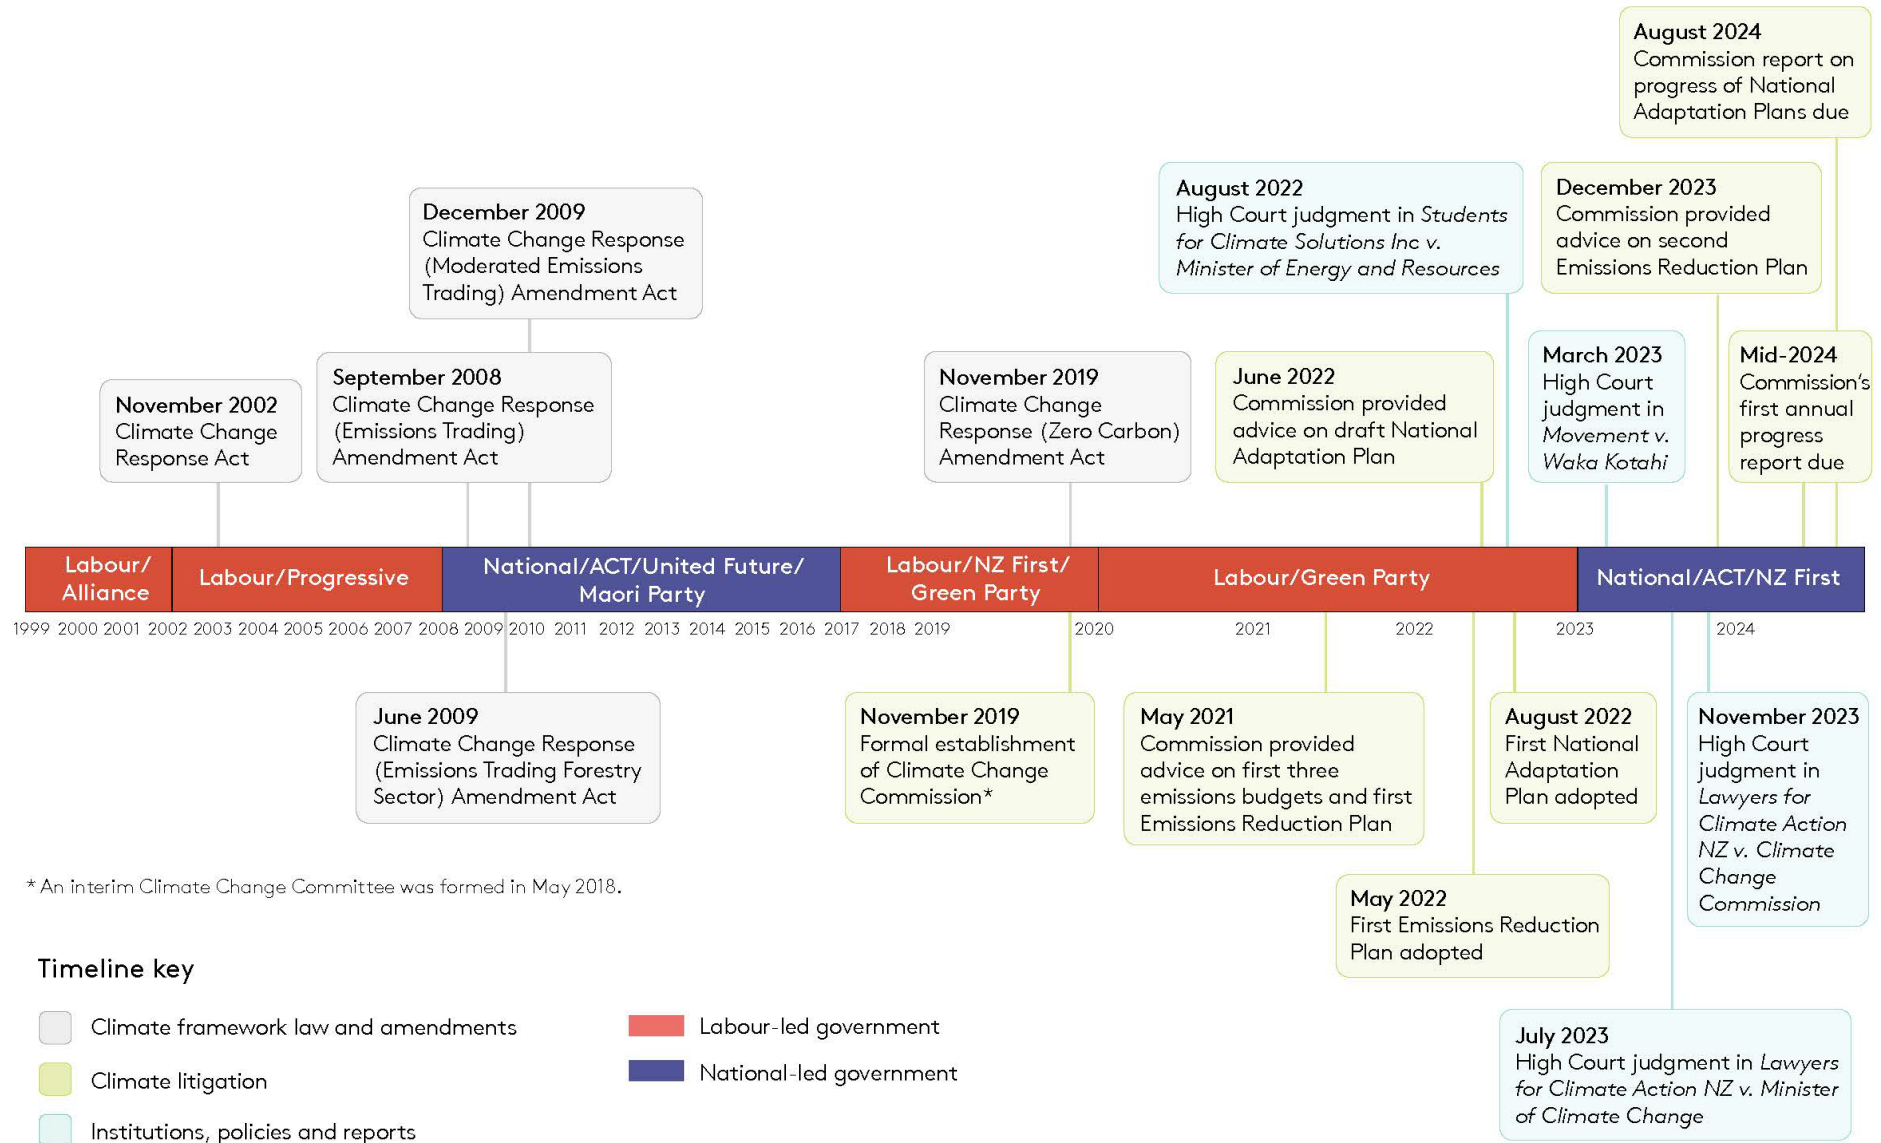 August 2024
Commission report on
progress of National
Adaptation Plans due
August 2022
High Court judgment in Students
for Climate Solutions Inc v.
Minister of Energy and Resources
December 2023
Commission provided
advice on second
Emissions Reduction Plan
December 2009
Climate Change Response
(Moderated Emissions
Trading) Amendment Act
November 2002
Climate Change
Response Act
September 2008
Climate Change Response
(Emissions Trading)
Amendment Act
November 2019
Climate Change
Response (Zero Carbon)
Amendment Act
June 2022
Commission provided
advice on draft National
Adaptation Plan
March 2023
High Court
judgment in
Movement v.
Waka Kotahi
Mid-2024
Commission's
first annual
progress
report due
Labour/
Alliance
Labour/Progressive
National/ACT/United Future/
Maori Party
Labour/NZ First/
Green Party
Labour/Green Party
National/ACT/NZ First
1999 2000 2001 2002 2003 2004 2005 2006 2007 2008 2009 2010 2011 2012 2013 2014 2015 2016 2017 2018 2019 2020 2021 2022 2023 2024
June 2009
Climate Change Response
(Emissions Trading Forestry
Sector) Amendment Act
November 2019
Formal establishment
of Climate Change
Commission*
May 2021
Commission provided
advice on first three
emissions budgets and first
Emissions Reduction Plan
August 2022
First National
Adaptation
Plan adopted
November 2023
High Court
judgment in
Lawyers for
Climate Action
NZ v. Climate
Change
Commission
May 2022
First Emissions Reduction
Plan adopted
July 2023
High Court judgment in Lawyers
for Climate Action NZ v. Minister
of Climate Change
* An interim Climate Change Committee was formed in May 2018.
Timeline key
Climate framework law and amendments
Climate litigation
Institutions, policies and reports
Labour-led government
National-led government